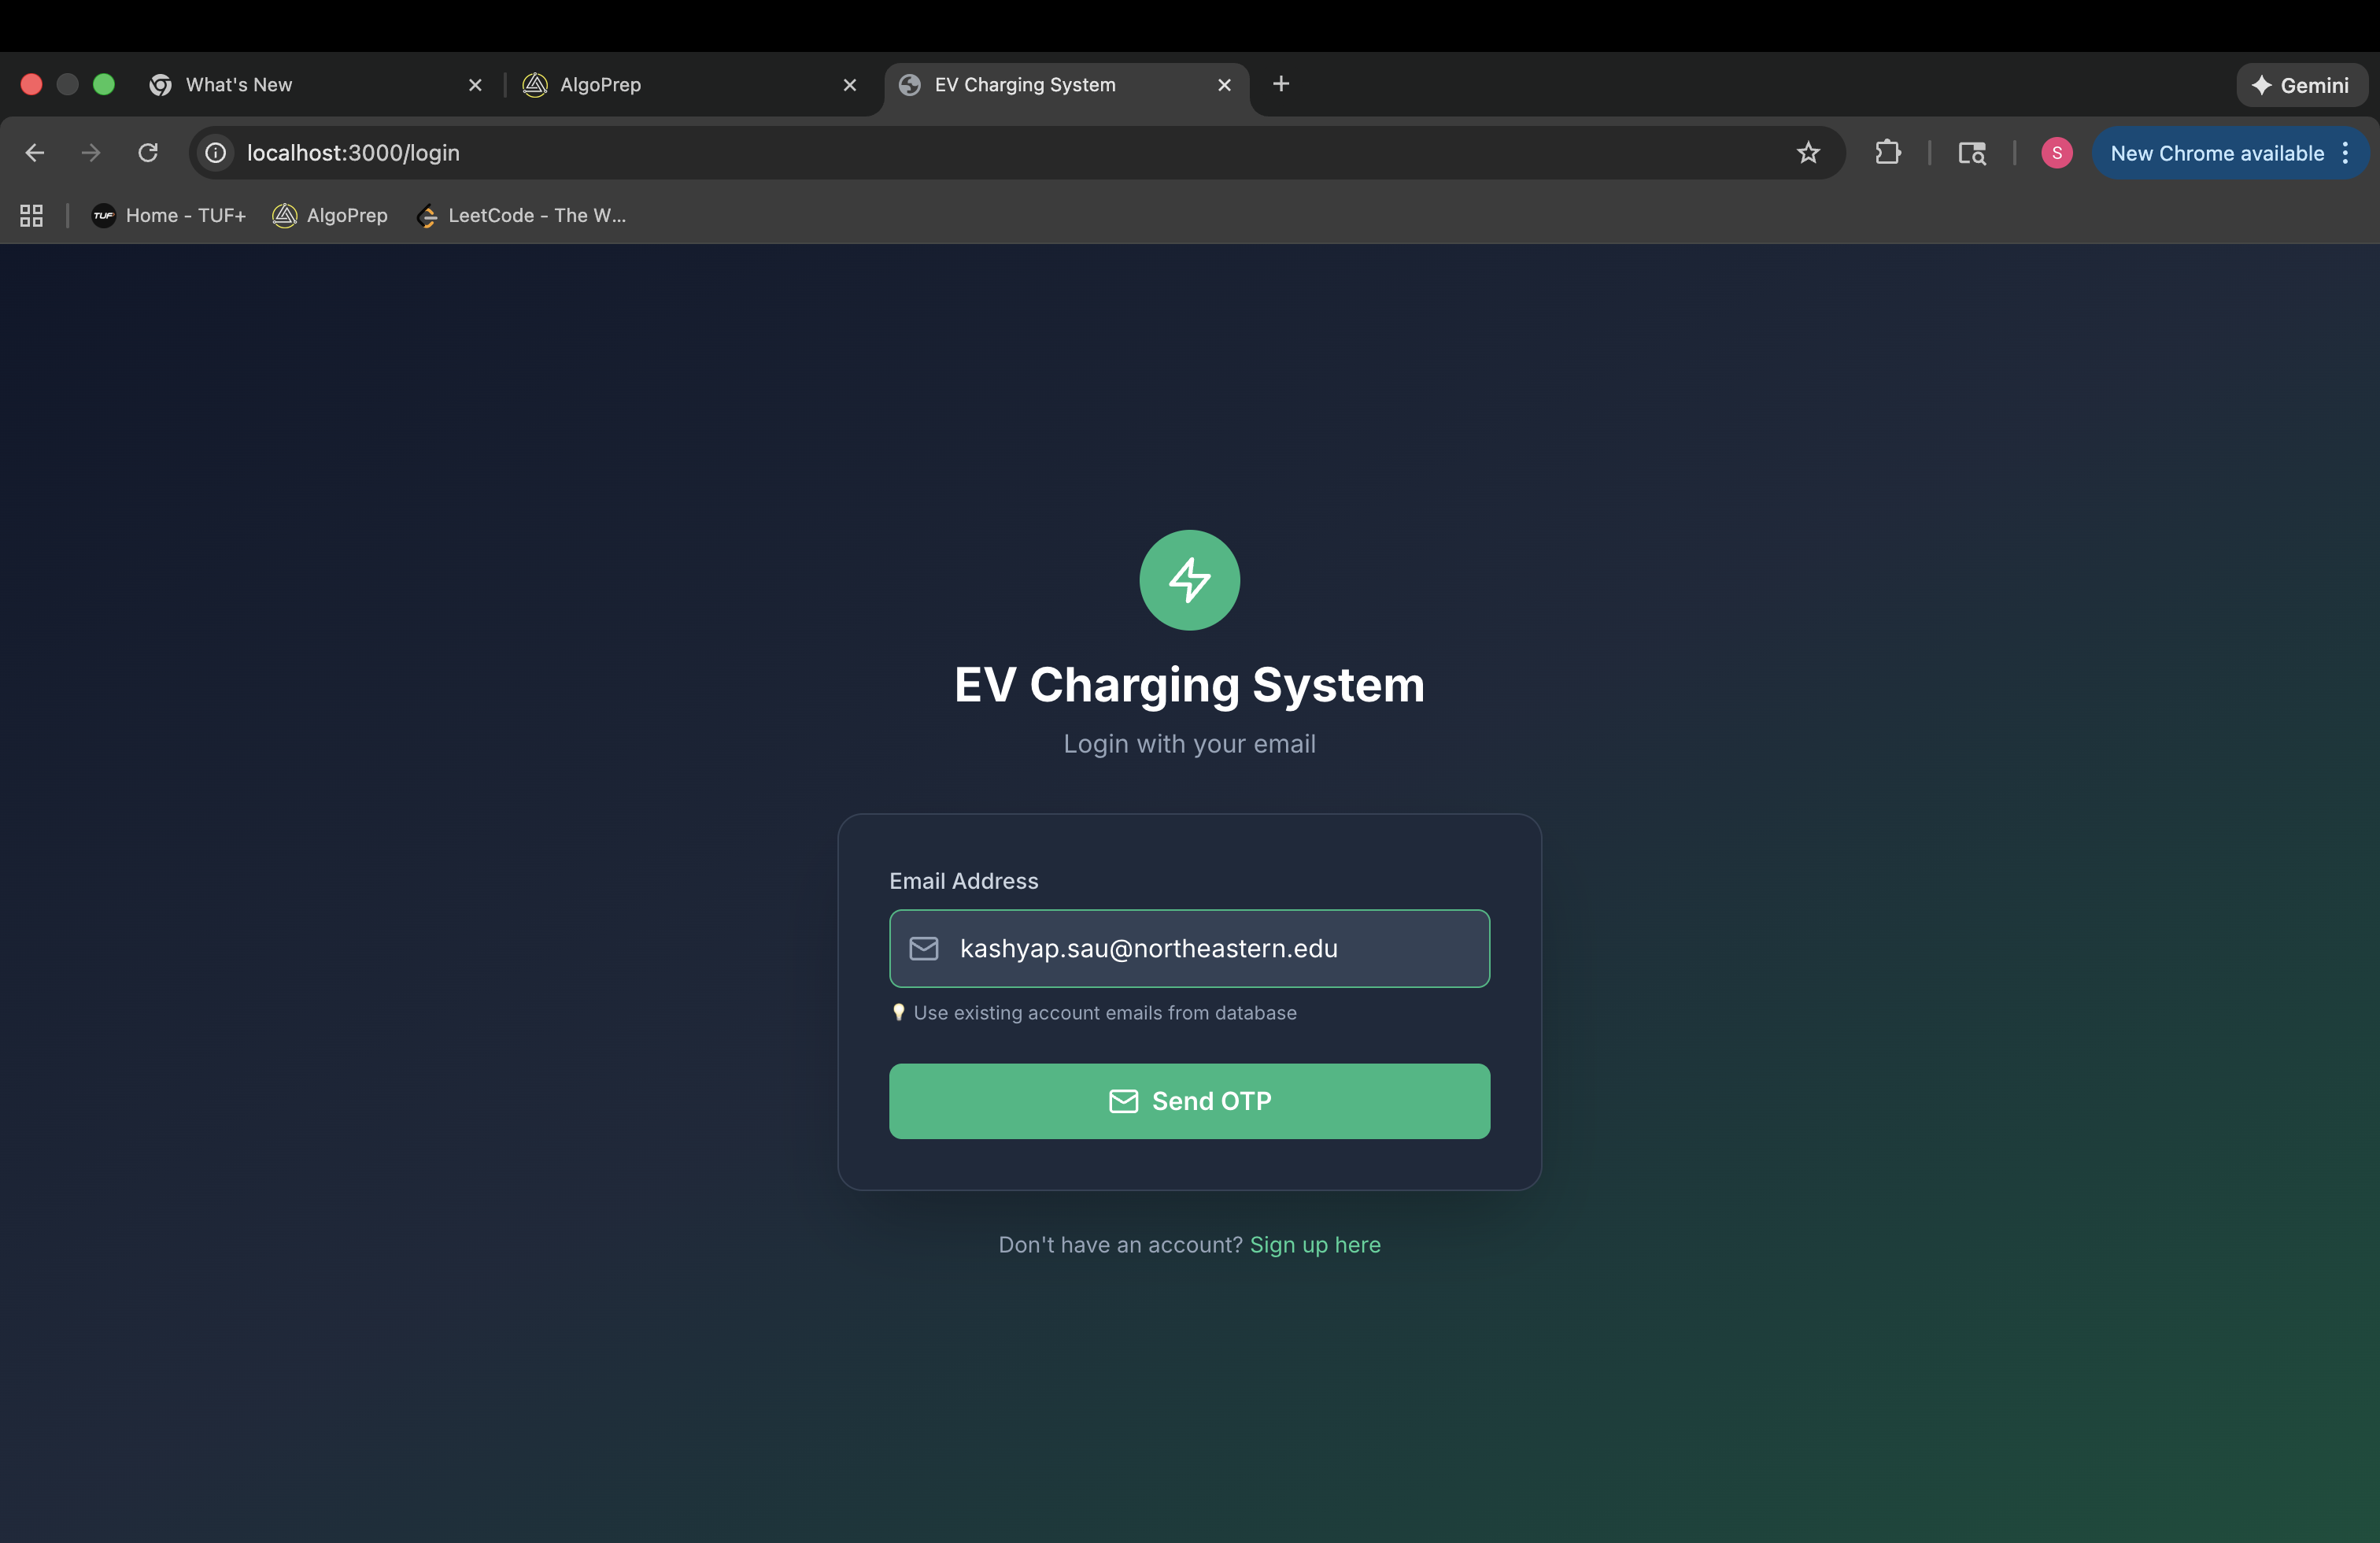 What's New
AlgoPrep
EV Charging System
Gemini
localhost:3000/login
S
New Chrome available
TUF+ Home - TUF+
AlgoPrep
LeetCode - The W...
EV Charging System
Login with your email
Email Address
kashyap.sau@northeastern.edu
💡 Use existing account emails from database
Send OTP
Don't have an account? Sign up here